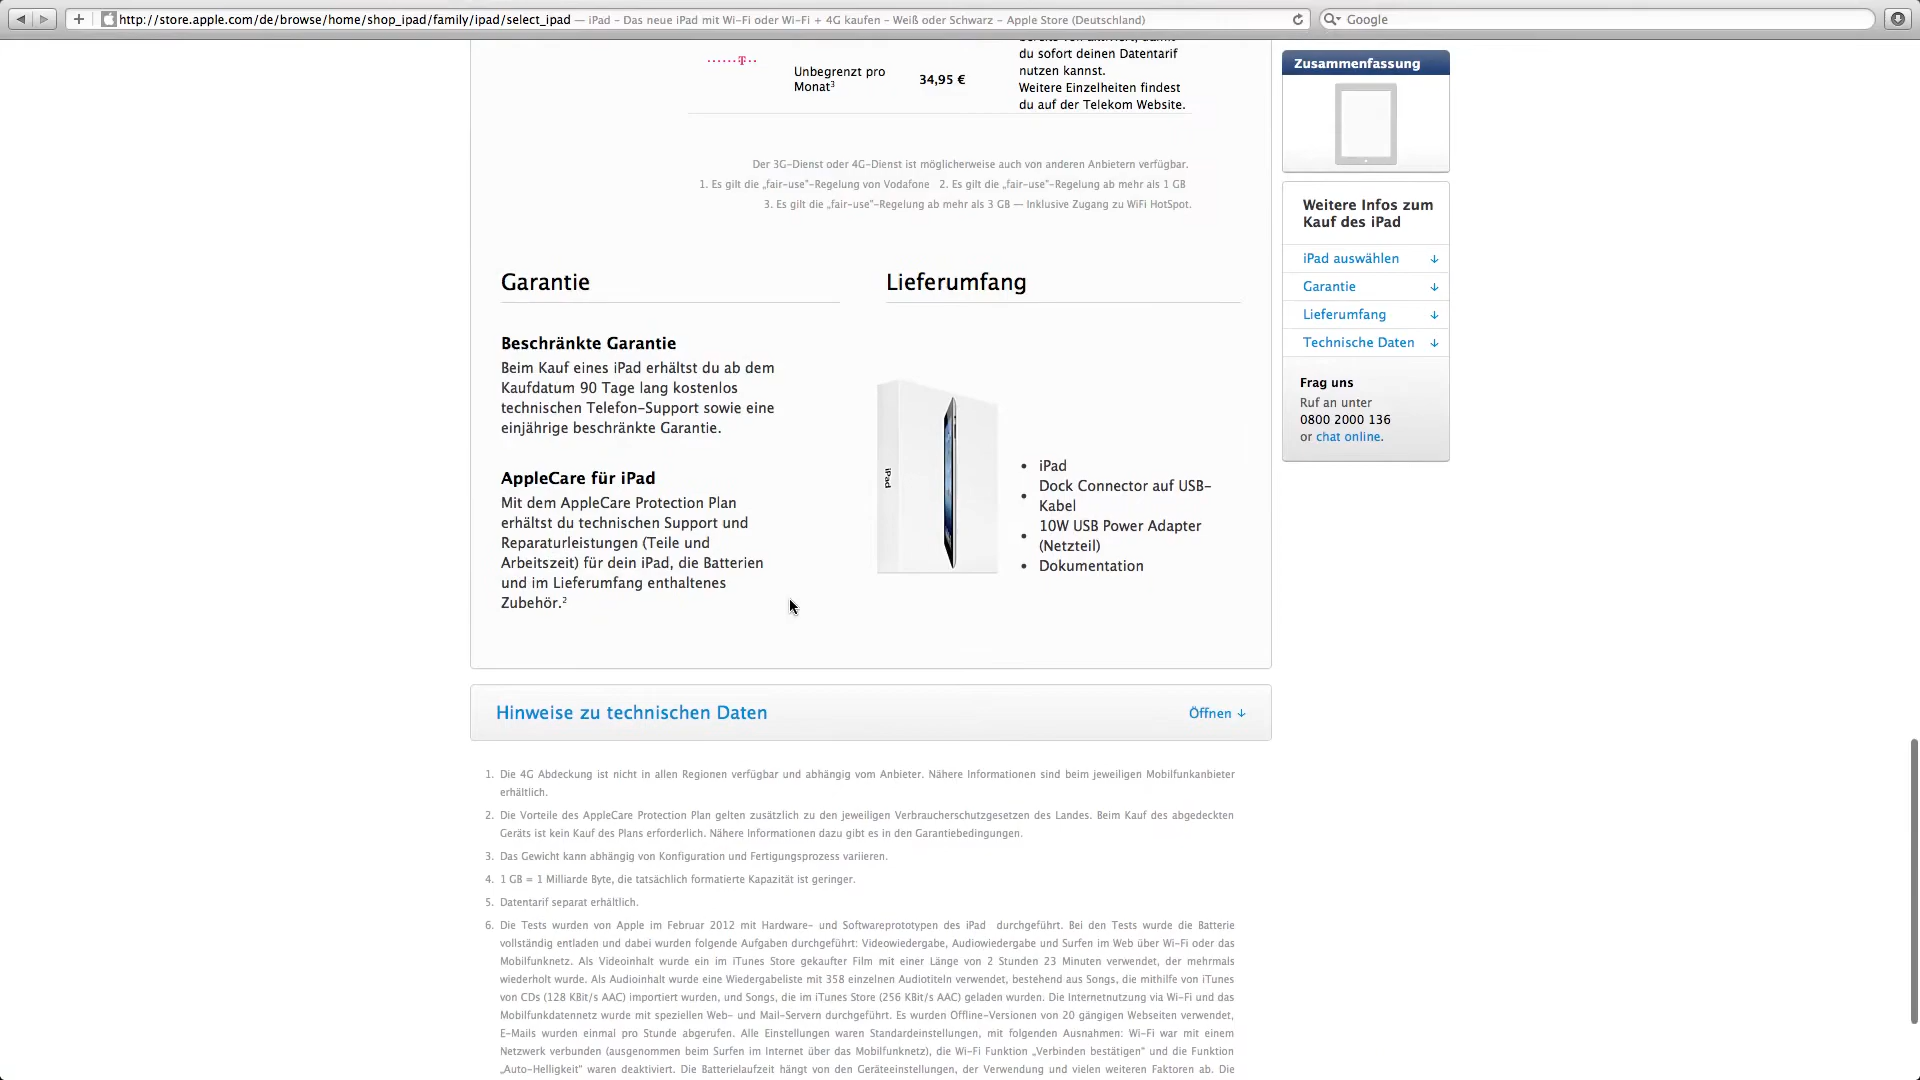 http://store.apple.com/de/browse/home/shop_ipad/family/ipad/select_ipad — iPad – Das neue iPad mit Wi-Fi oder Wi-Fi + 4G kaufen – Weiß oder Schwarz – Apple Store (Deutschland)
Google
du sofort deinen Datentarif
nutzen kannst.
Weitere Einzelheiten findest
du auf der Telekom Website.
T
Unbegrenzt pro
Monat³
34,95 €
Der 3G-Dienst oder 4G-Dienst ist möglicherweise auch von anderen Anbietern verfügbar.
1. Es gilt die „fair-use"-Regelung von Vodafone 2. Es gilt die „fair-use"-Regelung ab mehr als 1 GB
3. Es gilt die „fair-use"-Regelung ab mehr als 3 GB — Inklusive Zugang zu WiFi HotSpot.
Garantie
Beschränkte Garantie
Beim Kauf eines iPad erhältst du ab dem
Kaufdatum 90 Tage lang kostenlos
technischen Telefon-Support sowie eine
einjährige beschränkte Garantie.
AppleCare für iPad
Mit dem AppleCare Protection Plan
erhältst du technischen Support und
Reparaturleistungen (Teile und
Arbeitszeit) für dein iPad, die Batterien
und im Lieferumfang enthaltenes
Zubehör.²
Lieferumfang
iPad
• iPad
• Dock Connector auf USB-
Kabel
• 10W USB Power Adapter
(Netzteil)
• Dokumentation
Zusammenfassung
Weitere Infos zum
Kauf des iPad
iPad auswählen ↓
Garantie ↓
Lieferumfang ↓
Technische Daten ↓
Frag uns
Ruf an unter
0800 2000 136
or chat online.
Hinweise zu technischen Daten
Öffnen ↓
1. Die 4G Abdeckung ist nicht in allen Regionen verfügbar und abhängig vom Anbieter. Nähere Informationen sind beim jeweiligen Mobilfunkanbieter
erhältlich.
2. Die Vorteile des AppleCare Protection Plan gelten zusätzlich zu den jeweiligen Verbraucherschutzgesetzen des Landes. Beim Kauf des abgedeckten
Geräts ist kein Kauf des Plans erforderlich. Nähere Informationen dazu gibt es in den Garantiebedingungen.
3. Das Gewicht kann abhängig von Konfiguration und Fertigungsprozess variieren.
4. 1 GB = 1 Milliarde Byte, die tatsächlich formatierte Kapazität ist geringer.
5. Datentarif separat erhältlich.
6. Die Tests wurden von Apple im Februar 2012 mit Hardware- und Softwareprototypen des iPad durchgeführt. Bei den Tests wurde die Batterie
vollständig entladen und dabei wurden folgende Aufgaben durchgeführt: Videowiedergabe, Audiowiedergabe und Surfen im Web über Wi-Fi oder das
Mobilfunknetz. Als Videoinhalt wurde ein im iTunes Store gekaufter Film mit einer Länge von 2 Stunden 23 Minuten verwendet, der mehrmals
wiederholt wurde. Als Audioinhalt wurde eine Wiedergabeliste mit 358 einzelnen Audiotiteln verwendet, bestehend aus Songs, die mithilfe von iTunes
von CDs (128 KBit/s AAC) importiert wurden, und Songs, die im iTunes Store (256 KBit/s AAC) geladen wurden. Die Internetnutzung via Wi-Fi und das
Mobilfunkdatennetz wurde mit speziellen Web- und Mail-Servern durchgeführt. Es wurden Offline-Versionen von 20 gängigen Webseiten verwendet,
E-Mails wurden einmal pro Stunde abgerufen. Alle Einstellungen waren Standardeinstellungen, mit folgenden Ausnahmen: Wi-Fi war mit einem
Netzwerk verbunden (ausgenommen beim Surfen im Internet über das Mobilfunknetz), die Wi-Fi Funktion „Verbinden bestätigen" und die Funktion
„Auto-Helligkeit" waren deaktiviert. Die Batterielaufzeit hängt von den Geräteeinstellungen, der Verwendung und vielen weiteren Faktoren ab. Die